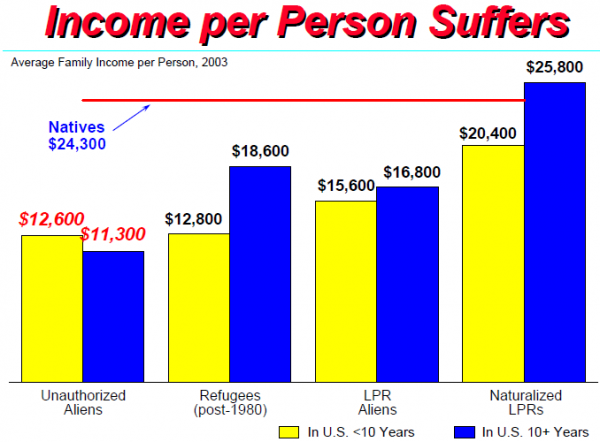 Income per Person Suffers
Average Family Income per Person, 2003
$25,800
Natives
$24,300
$20,400
$18,600
$15,600
$16,800
$12,600
$11,300
$12,800
Unauthorized
Aliens
Refugees
(post-1980)
LPR
Aliens
Naturalized
LPRs
In U.S. <10 Years
In U.S. 10+ Years